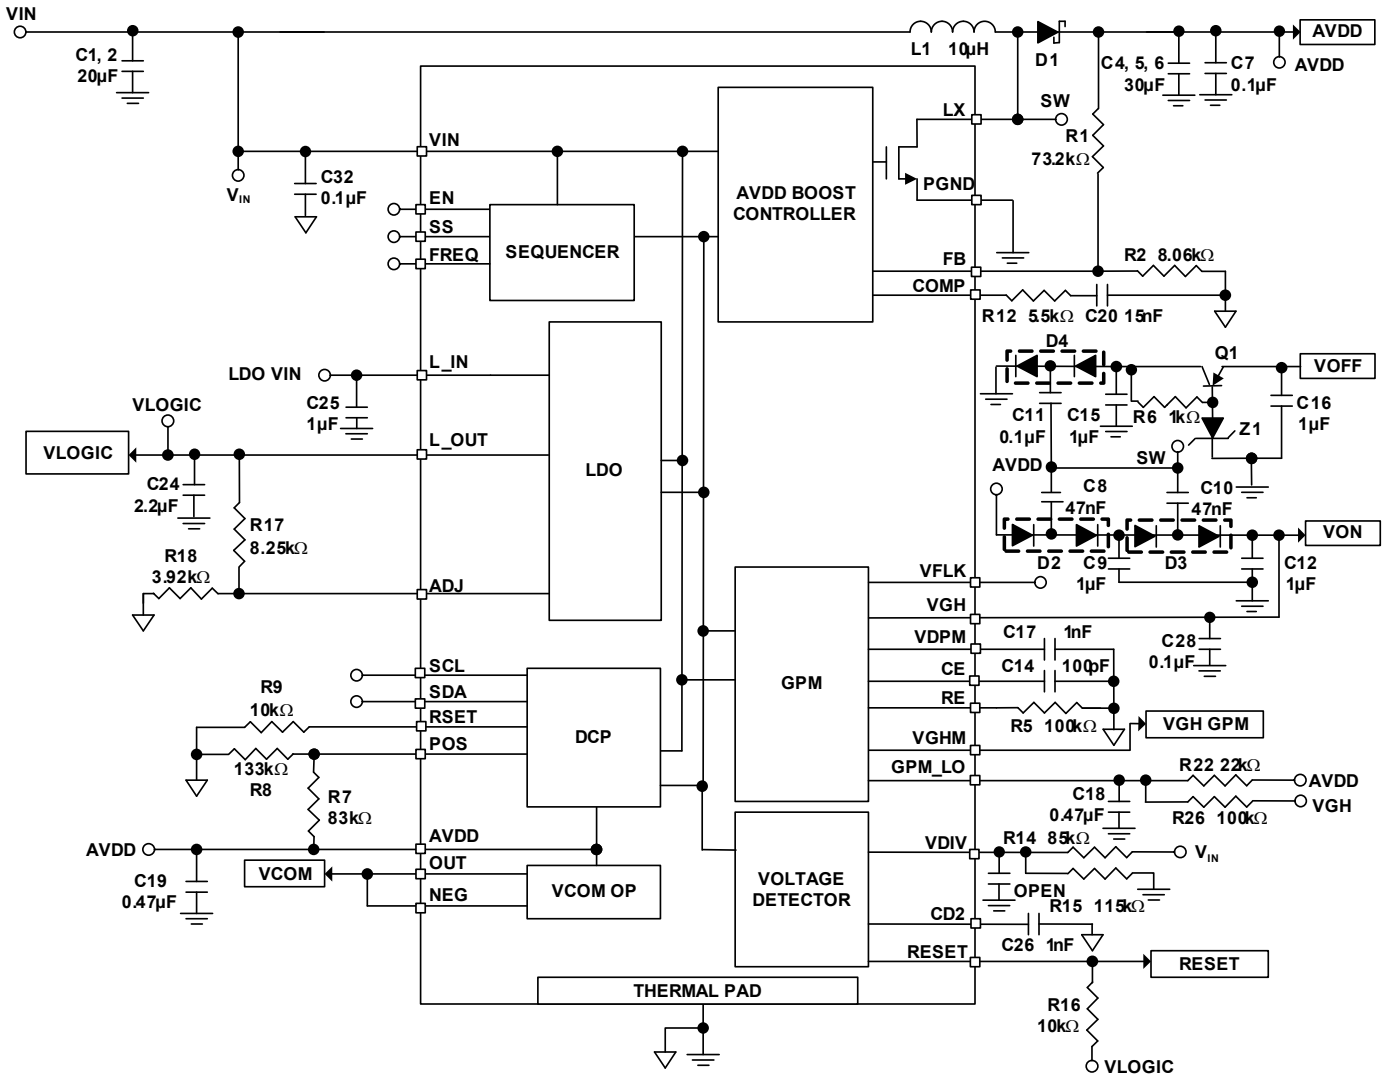 VIN
C1, 2
20µF
L1 10µH
D1
C4, 5, 6
30µF
C7
0.1µF
AVDD
AVDD
VIN
C32
0.1µF
VIN
EN
SS
FREQ
SEQUENCER
AVDD BOOST
CONTROLLER
LX
SW
R1
73.2kΩ
PGND
FB
COMP
R2 8.06kΩ
R12 5.5kΩ C20 15nF
LDO VIN
C25
1µF
L_IN
L_OUT
LDO
ADJ
VLOGIC
VLOGIC
C24
2.2µF
R17
8.25kΩ
R18
3.92kΩ
D4
Q1
VOFF
C11
0.1µF
C15
1µF
R6 1kΩ
Z1
C16
1µF
AVDD
SW
C8
47nF
C10
47nF
VON
D2
C9
1µF
D3
C12
1µF
VFLK
VGH
VDPM
CE
RE
VGHM
GPM_LO
GPM
C17 1nF
C14 100pF
R5 100kΩ
C28
0.1µF
VGH GPM
R22 22kΩ
AVDD
C18
0.47µF
R26 100kΩ
VGH
SCL
SDA
RSET
POS
DCP
R9
10kΩ
133kΩ
R8
R7
83kΩ
AVDD
AVDD
OUT
NEG
VCOM
VCOM OP
C19
0.47µF
VOLTAGE
DETECTOR
VDIV
R14 85kΩ
VIN
OPEN
R15 115kΩ
CD2
C26 1nF
RESET
RESET
R16
10kΩ
VLOGIC
THERMAL PAD